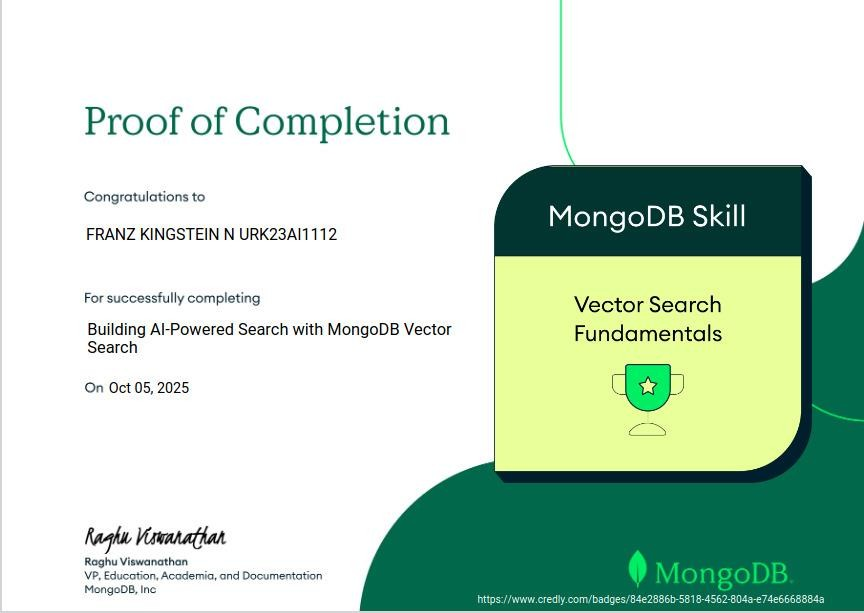 Proof of Completion
Congratulations to
FRANZ KINGSTEIN N URK23AI1112
For successfully completing
Building AI-Powered Search with MongoDB Vector
Search
On Oct 05, 2025
MongoDB Skill
Vector Search
Fundamentals
Raghu Viswanathan
Raghu Viswanathan
VP, Education, Academia, and Documentation
MongoDB, Inc
MongoDB.
https://www.credly.com/badges/84e2886b-5818-4562-804a-e74e6668884a